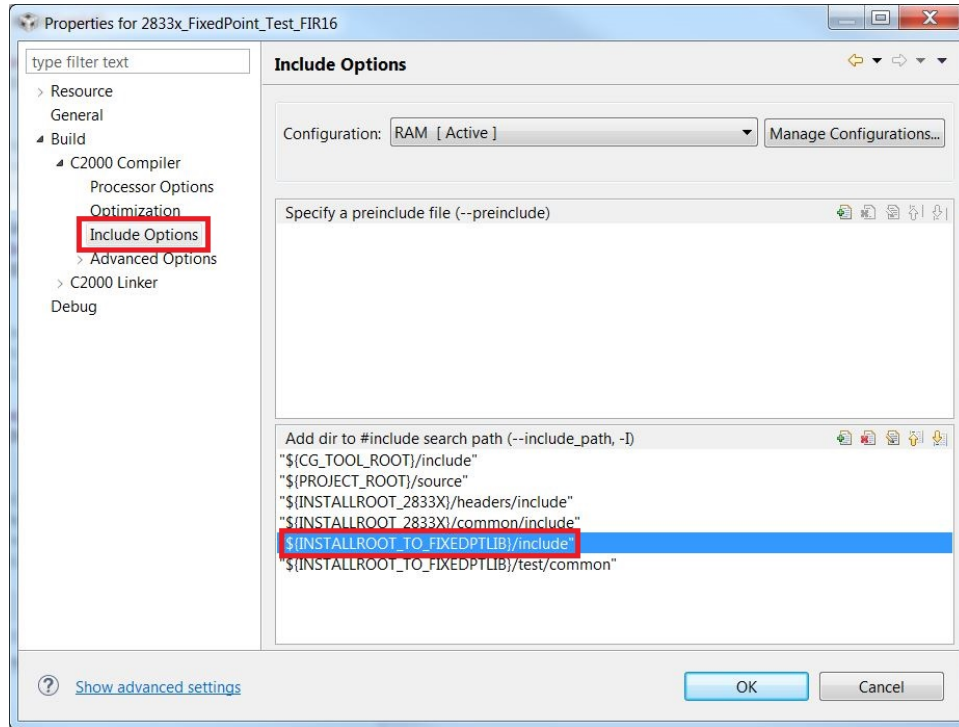 Properties for 2833x_FixedPoint_Test_FIR16
type filter text
Resource
General
Build
C2000 Compiler
Processor Options
Optimization
Include Options
Advanced Options
C2000 Linker
Debug
Include Options
Configuration: RAM [ Active ] Manage Configurations...
Specify a preinclude file (--preinclude)
Add dir to #include search path (--include_path, -I)
"${CG_TOOL_ROOT}/include"
"${PROJECT_ROOT}/source"
"${INSTALLROOT_2833X}/headers/include"
"${INSTALLROOT_2833X}/common/include"
"${INSTALLROOT_TO_FIXEDPTLIB}/include"
"${INSTALLROOT_TO_FIXEDPTLIB}/test/common"
Show advanced settings
OK Cancel